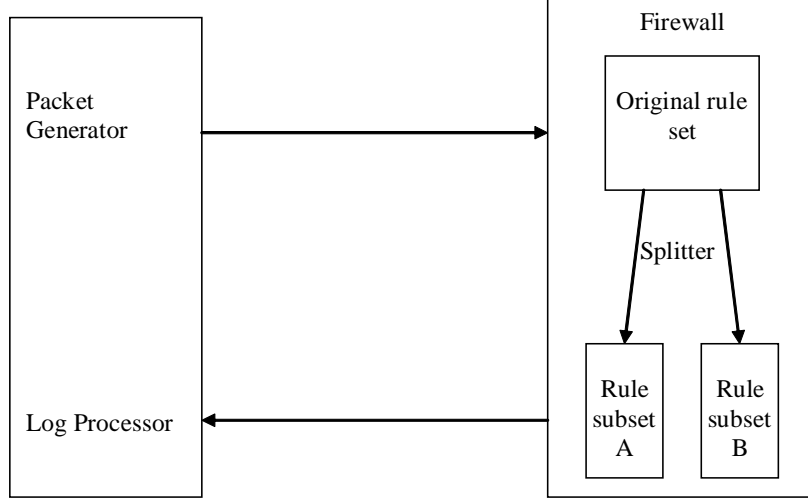 Firewall
Packet
Generator
Original rule
set
Splitter
Log Processor
Rule
subset
A
Rule
subset
B